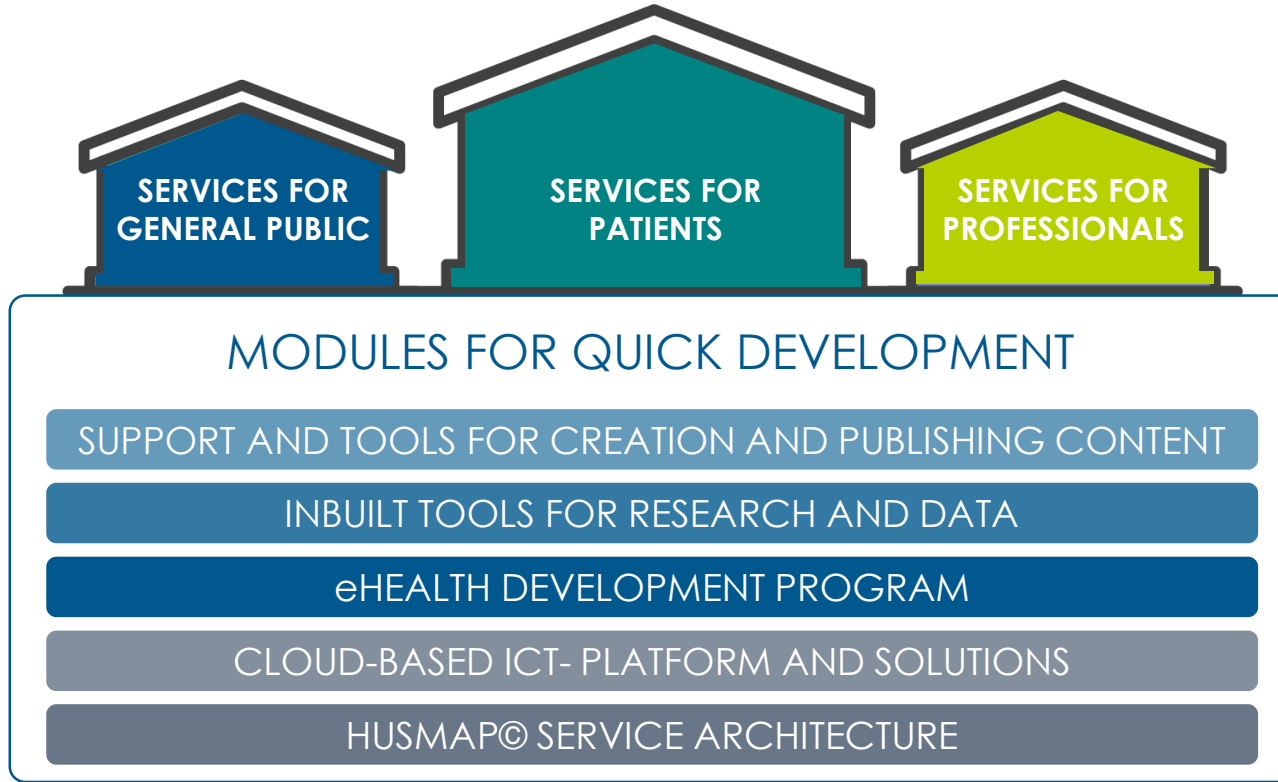 SERVICES FOR
GENERAL PUBLIC
SERVICES FOR
PATIENTS
SERVICES FOR
PROFESSIONALS
MODULES FOR QUICK DEVELOPMENT
SUPPORT AND TOOLS FOR CREATION AND PUBLISHING CONTENT
INBUILT TOOLS FOR RESEARCH AND DATA
eHEALTH DEVELOPMENT PROGRAM
CLOUD-BASED ICT- PLATFORM AND SOLUTIONS
HUSMAP© SERVICE ARCHITECTURE